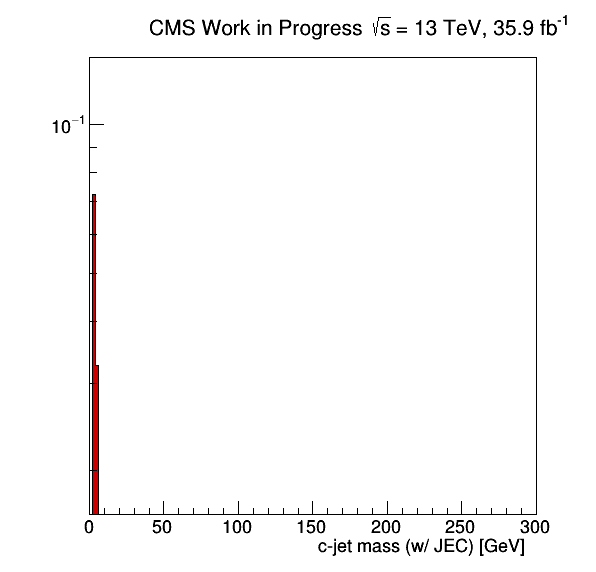 CMS Work in Progress √s = 13 TeV, 35.9 fb⁻¹
10⁻¹
0 50 100 150 200 250 300
c-jet mass (w/ JEC) [GeV]